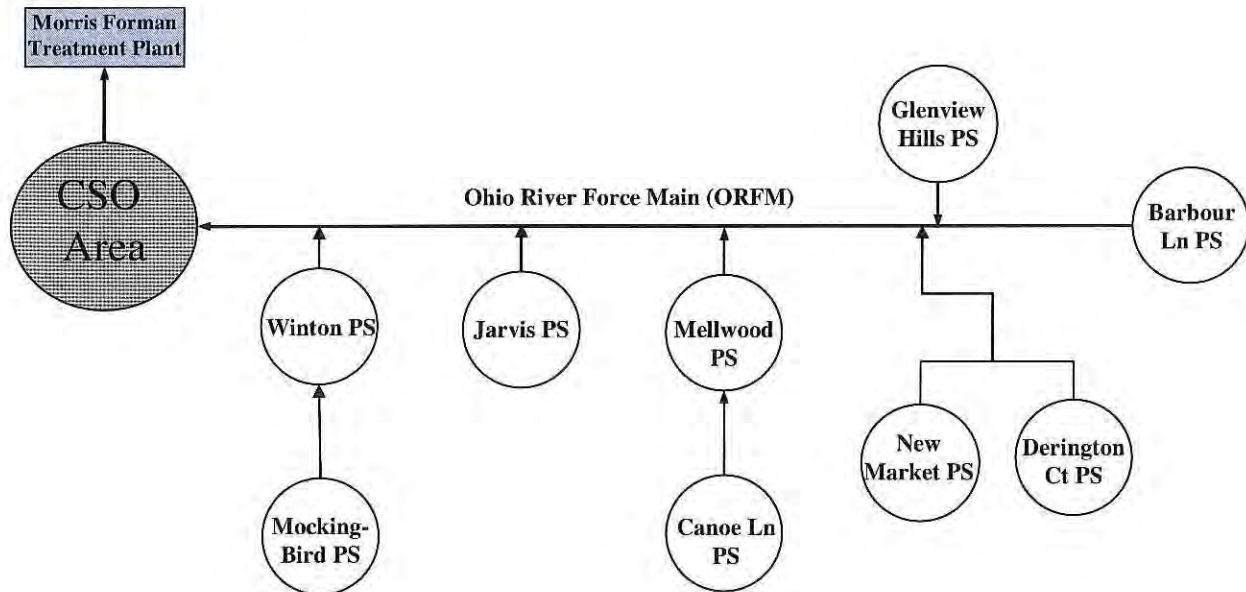 Morris Forman
Treatment Plant
Glenview
Hills PS
CSO
Area
Ohio River Force Main (ORFM)
Barbour
Ln PS
Winton PS
Jarvis PS
Mellwood
PS
New
Market PS
Derington
Ct PS
Mocking-
Bird PS
Canoe Ln
PS